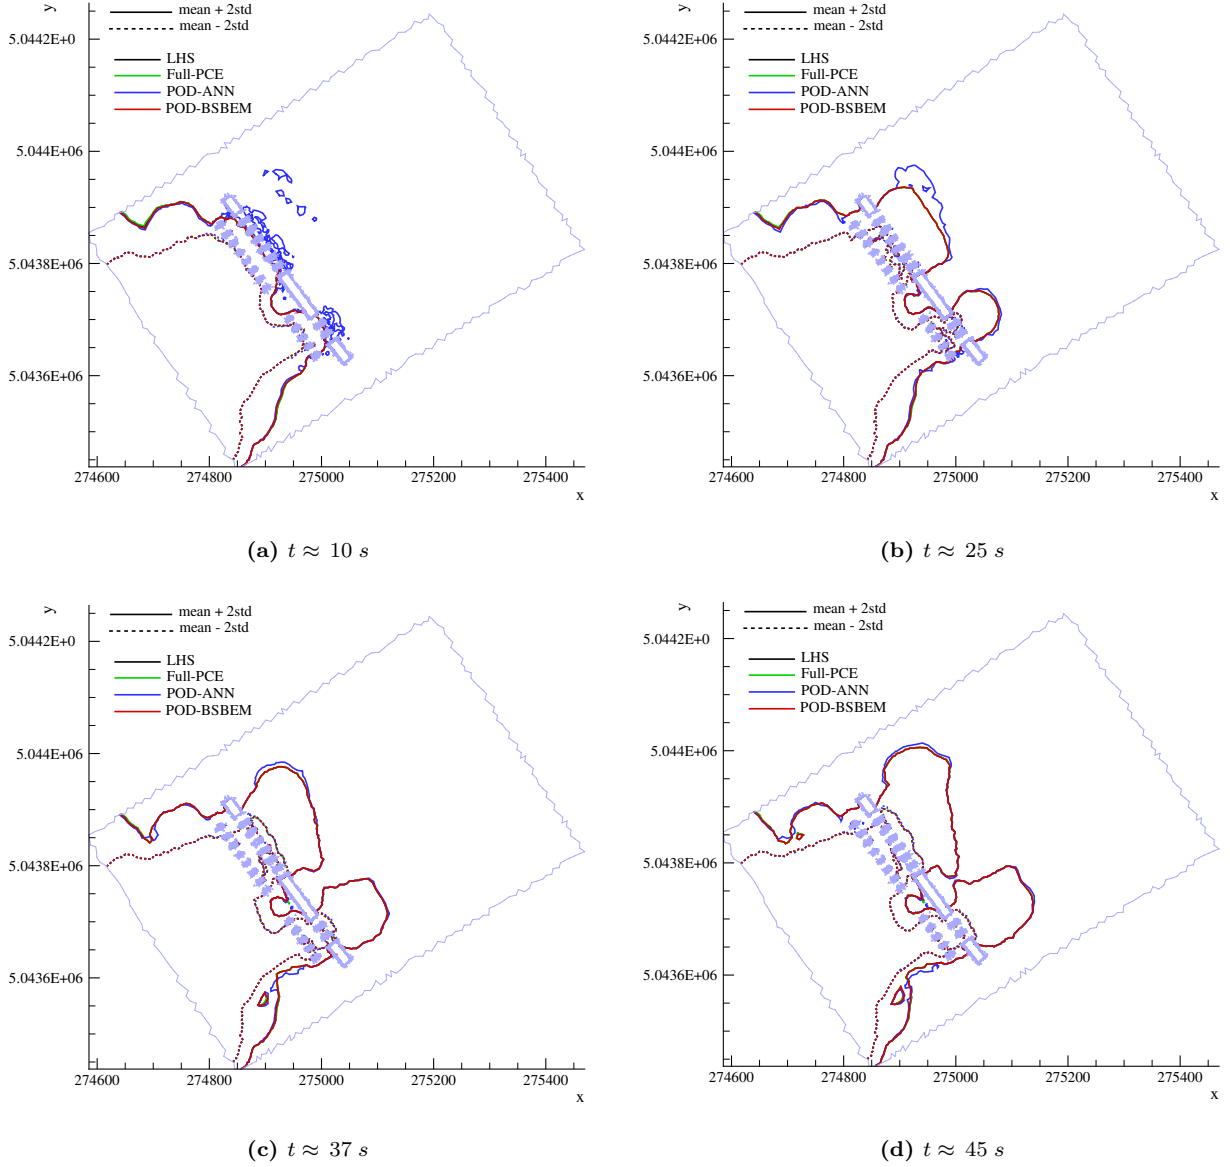 y
mean + 2std
mean - 2std
5.0442E+0
LHS
Full-PCE
POD-ANN
POD-BSBEM
5.044E+06
5.0438E+06
5.0436E+06
274600 274800 275000 275200 275400
x
(a) t ≈ 10 s
y
mean + 2std
mean - 2std
5.0442E+06
LHS
Full-PCE
POD-ANN
POD-BSBEM
5.044E+06
5.0438E+06
5.0436E+06
274600 274800 275000 275200 275400
x
(b) t ≈ 25 s
y
mean + 2std
mean - 2std
5.0442E+0
LHS
Full-PCE
POD-ANN
POD-BSBEM
5.044E+06
5.0438E+06
5.0436E+06
274600 274800 275000 275200 275400
x
(c) t ≈ 37 s
y
mean + 2std
mean - 2std
5.0442E+0
LHS
Full-PCE
POD-ANN
POD-BSBEM
5.044E+06
5.0438E+06
5.0436E+06
274600 274800 275000 275200 275400
x
(d) t ≈ 45 s